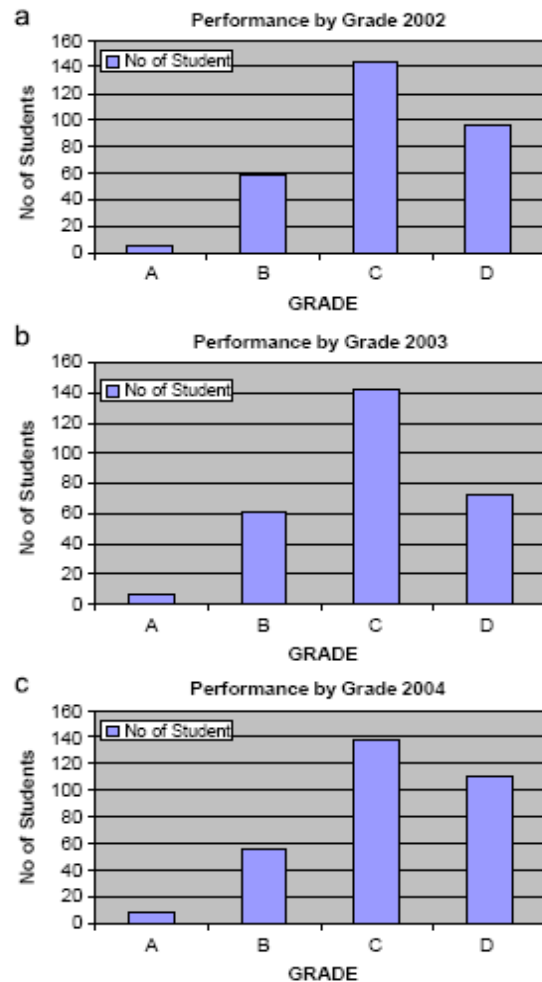 a
Performance by Grade 2002
160
140
120
100
80
60
40
20
0
No of Student
No of Students
A B C D
GRADE
b
Performance by Grade 2003
160
140
120
100
80
60
40
20
0
No of Student
No of Students
A B C D
GRADE
c
Performance by Grade 2004
160
140
120
100
80
60
40
20
0
No of Student
No of Students
A B C D
GRADE